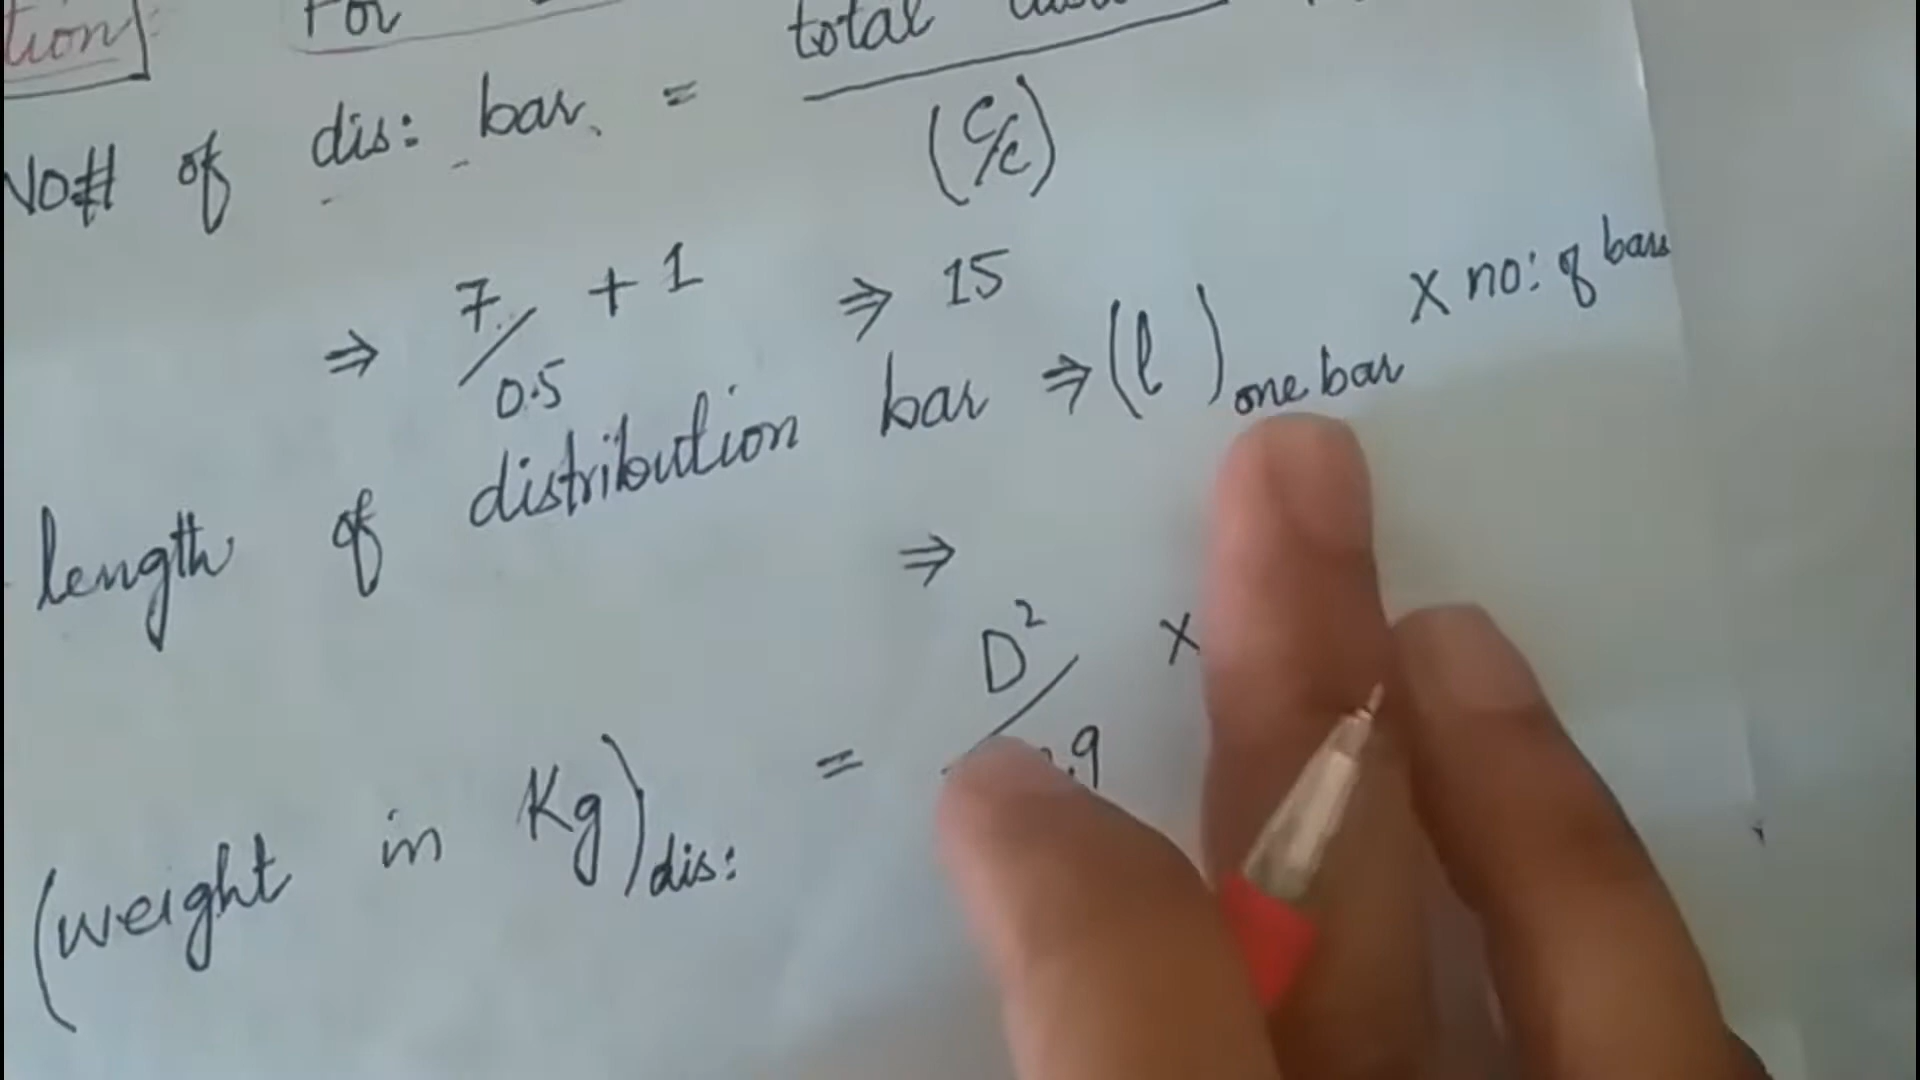 tion For
total
No# of dis: bar. =
(C/C)
⇒ 7/0.5 + 1 ⇒ 15
length of distribution bar ⇒ (l) one bar x no: of bars
⇒
(weight in Kg) dis: = D²/ .9 x